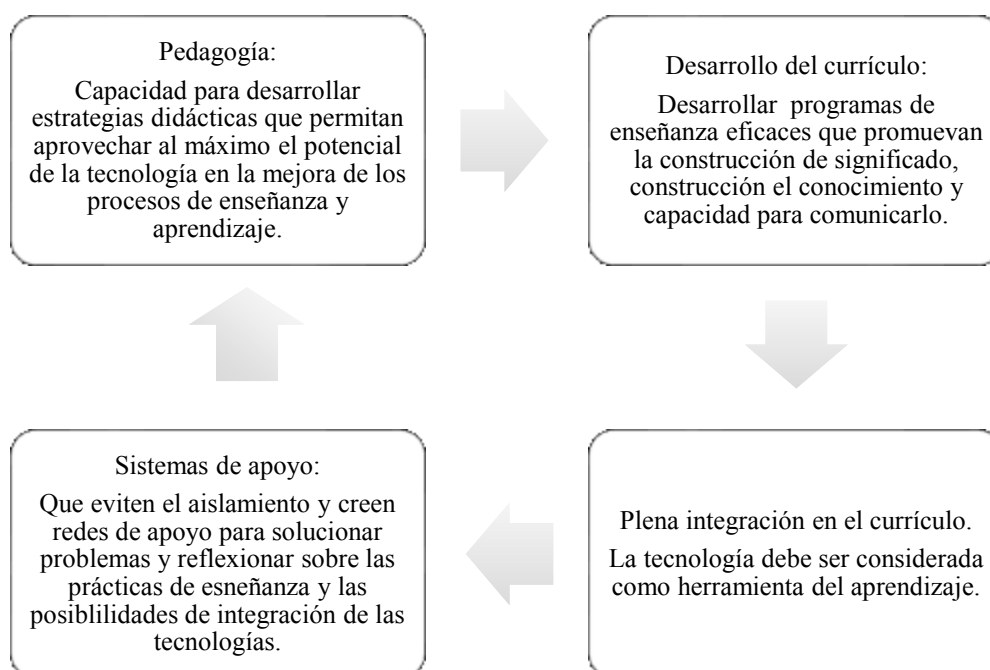 Pedagogía:
Capacidad para desarrollar
estrategias didácticas que permitan
aprovechar al máximo el potencial
de la tecnología en la mejora de los
procesos de enseñanza y
aprendizaje.
Desarrollo del currículo:
Desarrollar programas de
enseñanza eficaces que promuevan
la construcción de significado,
construcción el conocimiento y
capacidad para comunicarlo.
Sistemas de apoyo:
Que eviten el aislamiento y creen
redes de apoyo para solucionar
problemas y reflexionar sobre las
prácticas de esneñanza y las
posiblilidades de integración de las
tecnologías.
Plena integración en el currículo.
La tecnología debe ser considerada
como herramienta del aprendizaje.